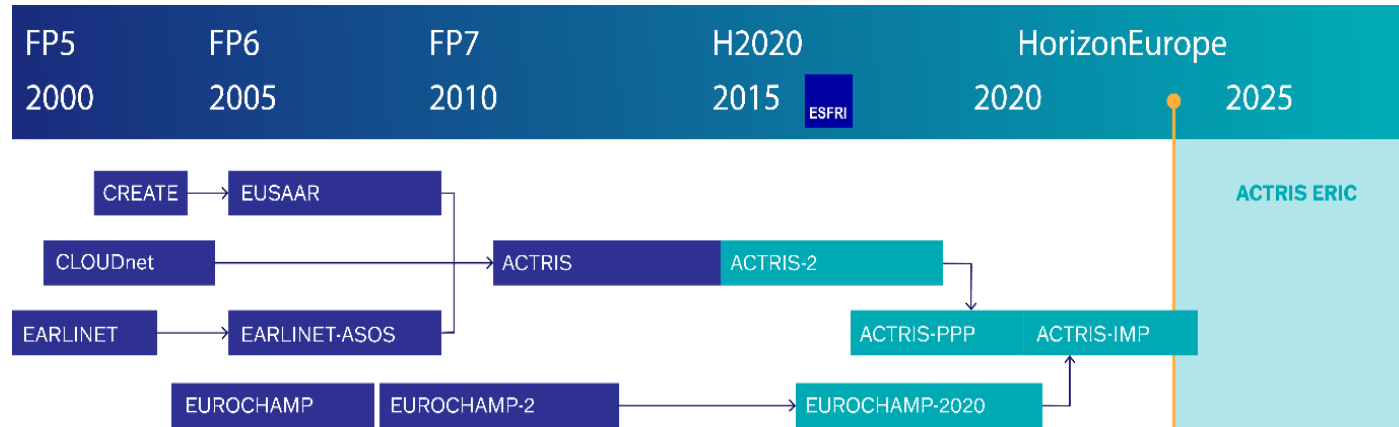 FP5 FP6 FP7 H2020 HorizonEurope
2000 2005 2010 2015 ESFRI 2020 2025
CREATE EUSAAR ACTRIS ERIC
CLOUDnet ACTRIS ACTRIS-2
EARLINET EARLINET-ASOS ACTRIS-PPP ACTRIS-IMP
EUROCHAMP EUROCHAMP-2 EUROCHAMP-2020